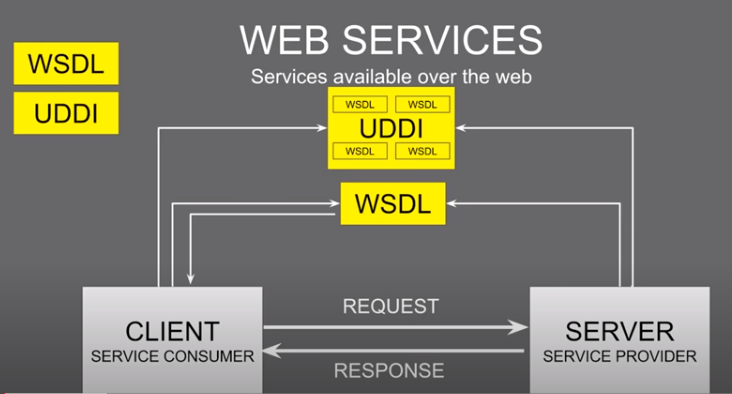 WEB SERVICES
Services available over the web
WSDL
UDDI
WSDL WSDL
UDDI
WSDL WSDL
WSDL
REQUEST
CLIENT
SERVICE CONSUMER
SERVER
SERVICE PROVIDER
RESPONSE